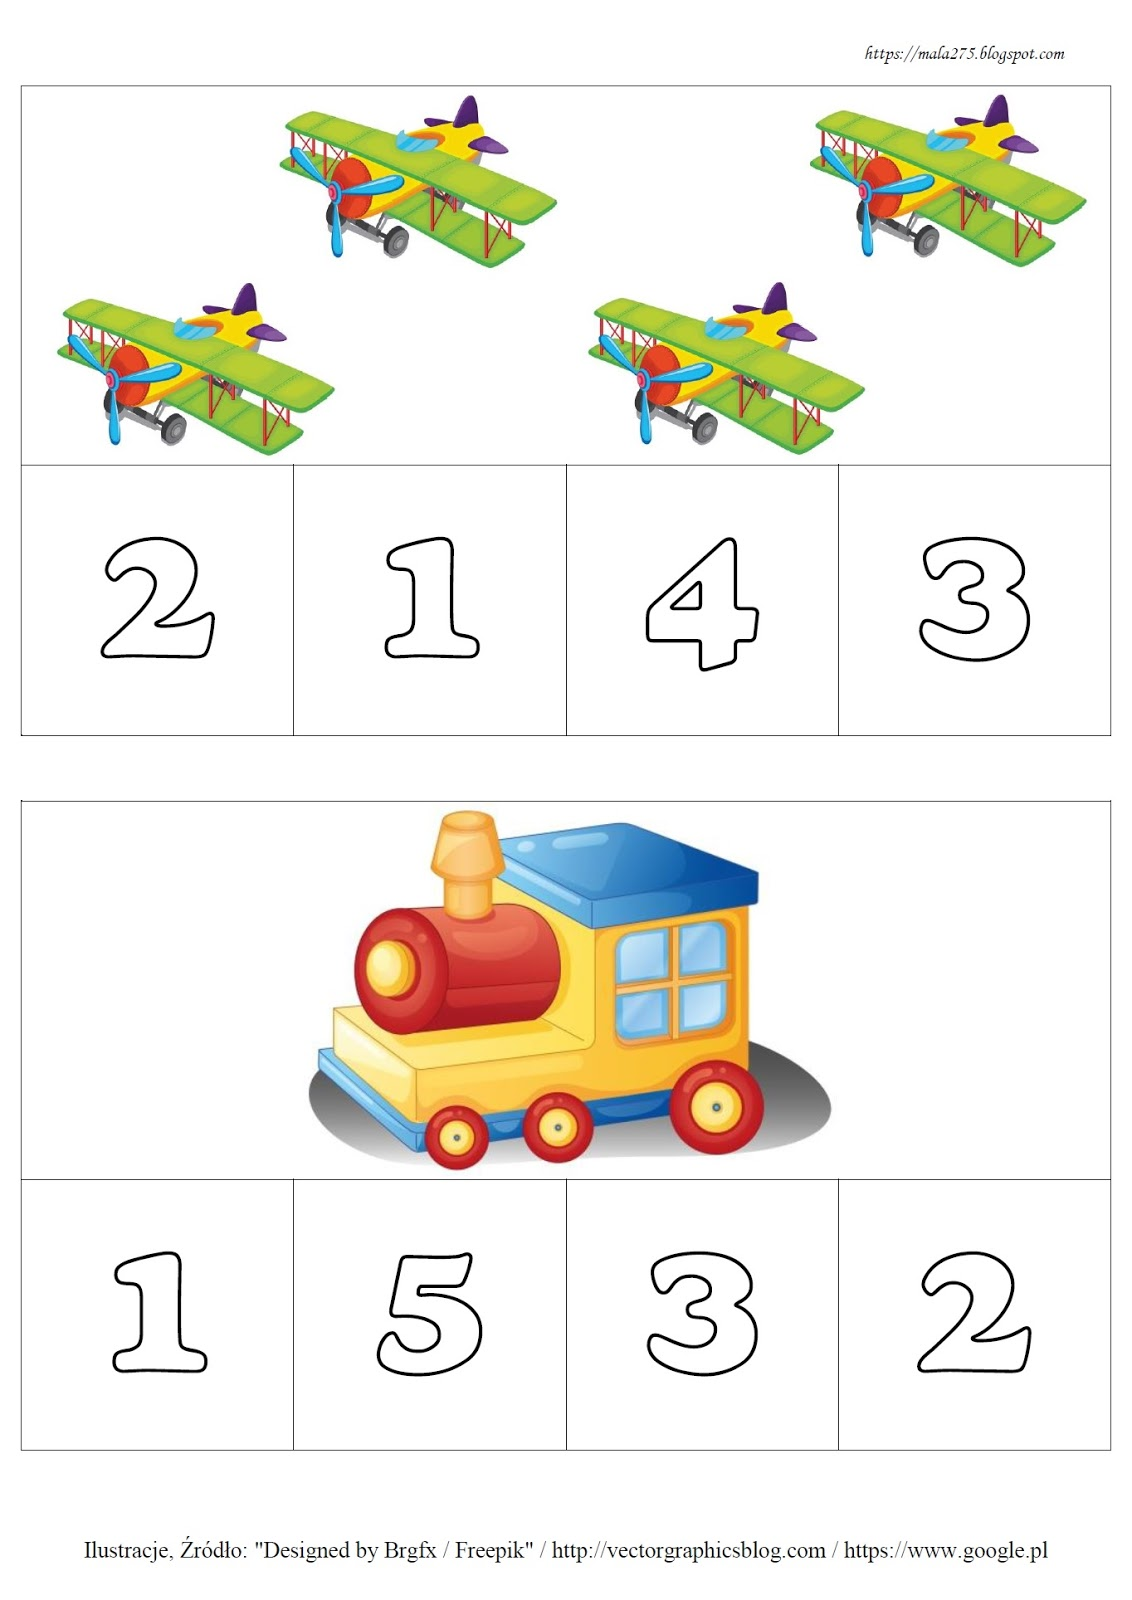 https://mala275.blogspot.com
2 1 4 3
1 5 3 2
Ilustracje, Źródło: "Designed by Brgfx / Freepik" / http://vectorgraphicsblog.com / https://www.google.pl